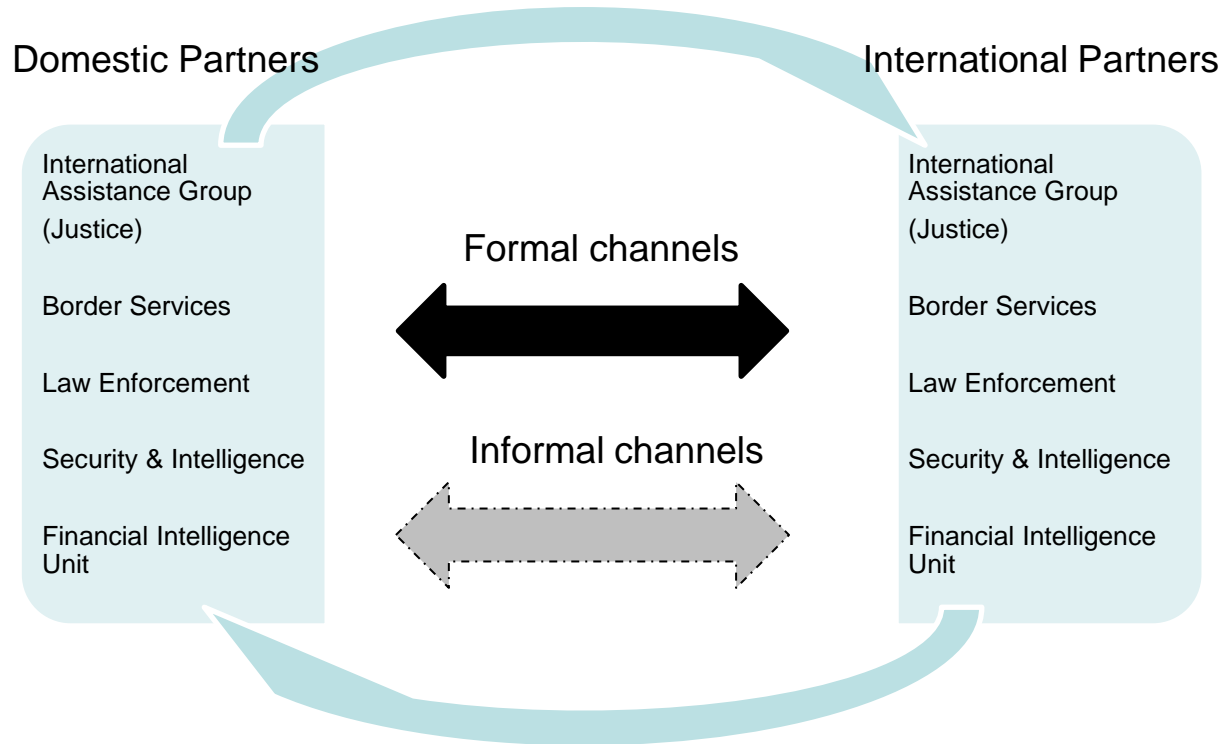 Domestic Partners
International Partners
International
Assistance Group
(Justice)
Border Services
Law Enforcement
Security & Intelligence
Financial Intelligence
Unit
Formal channels
Informal channels
International
Assistance Group
(Justice)
Border Services
Law Enforcement
Security & Intelligence
Financial Intelligence
Unit